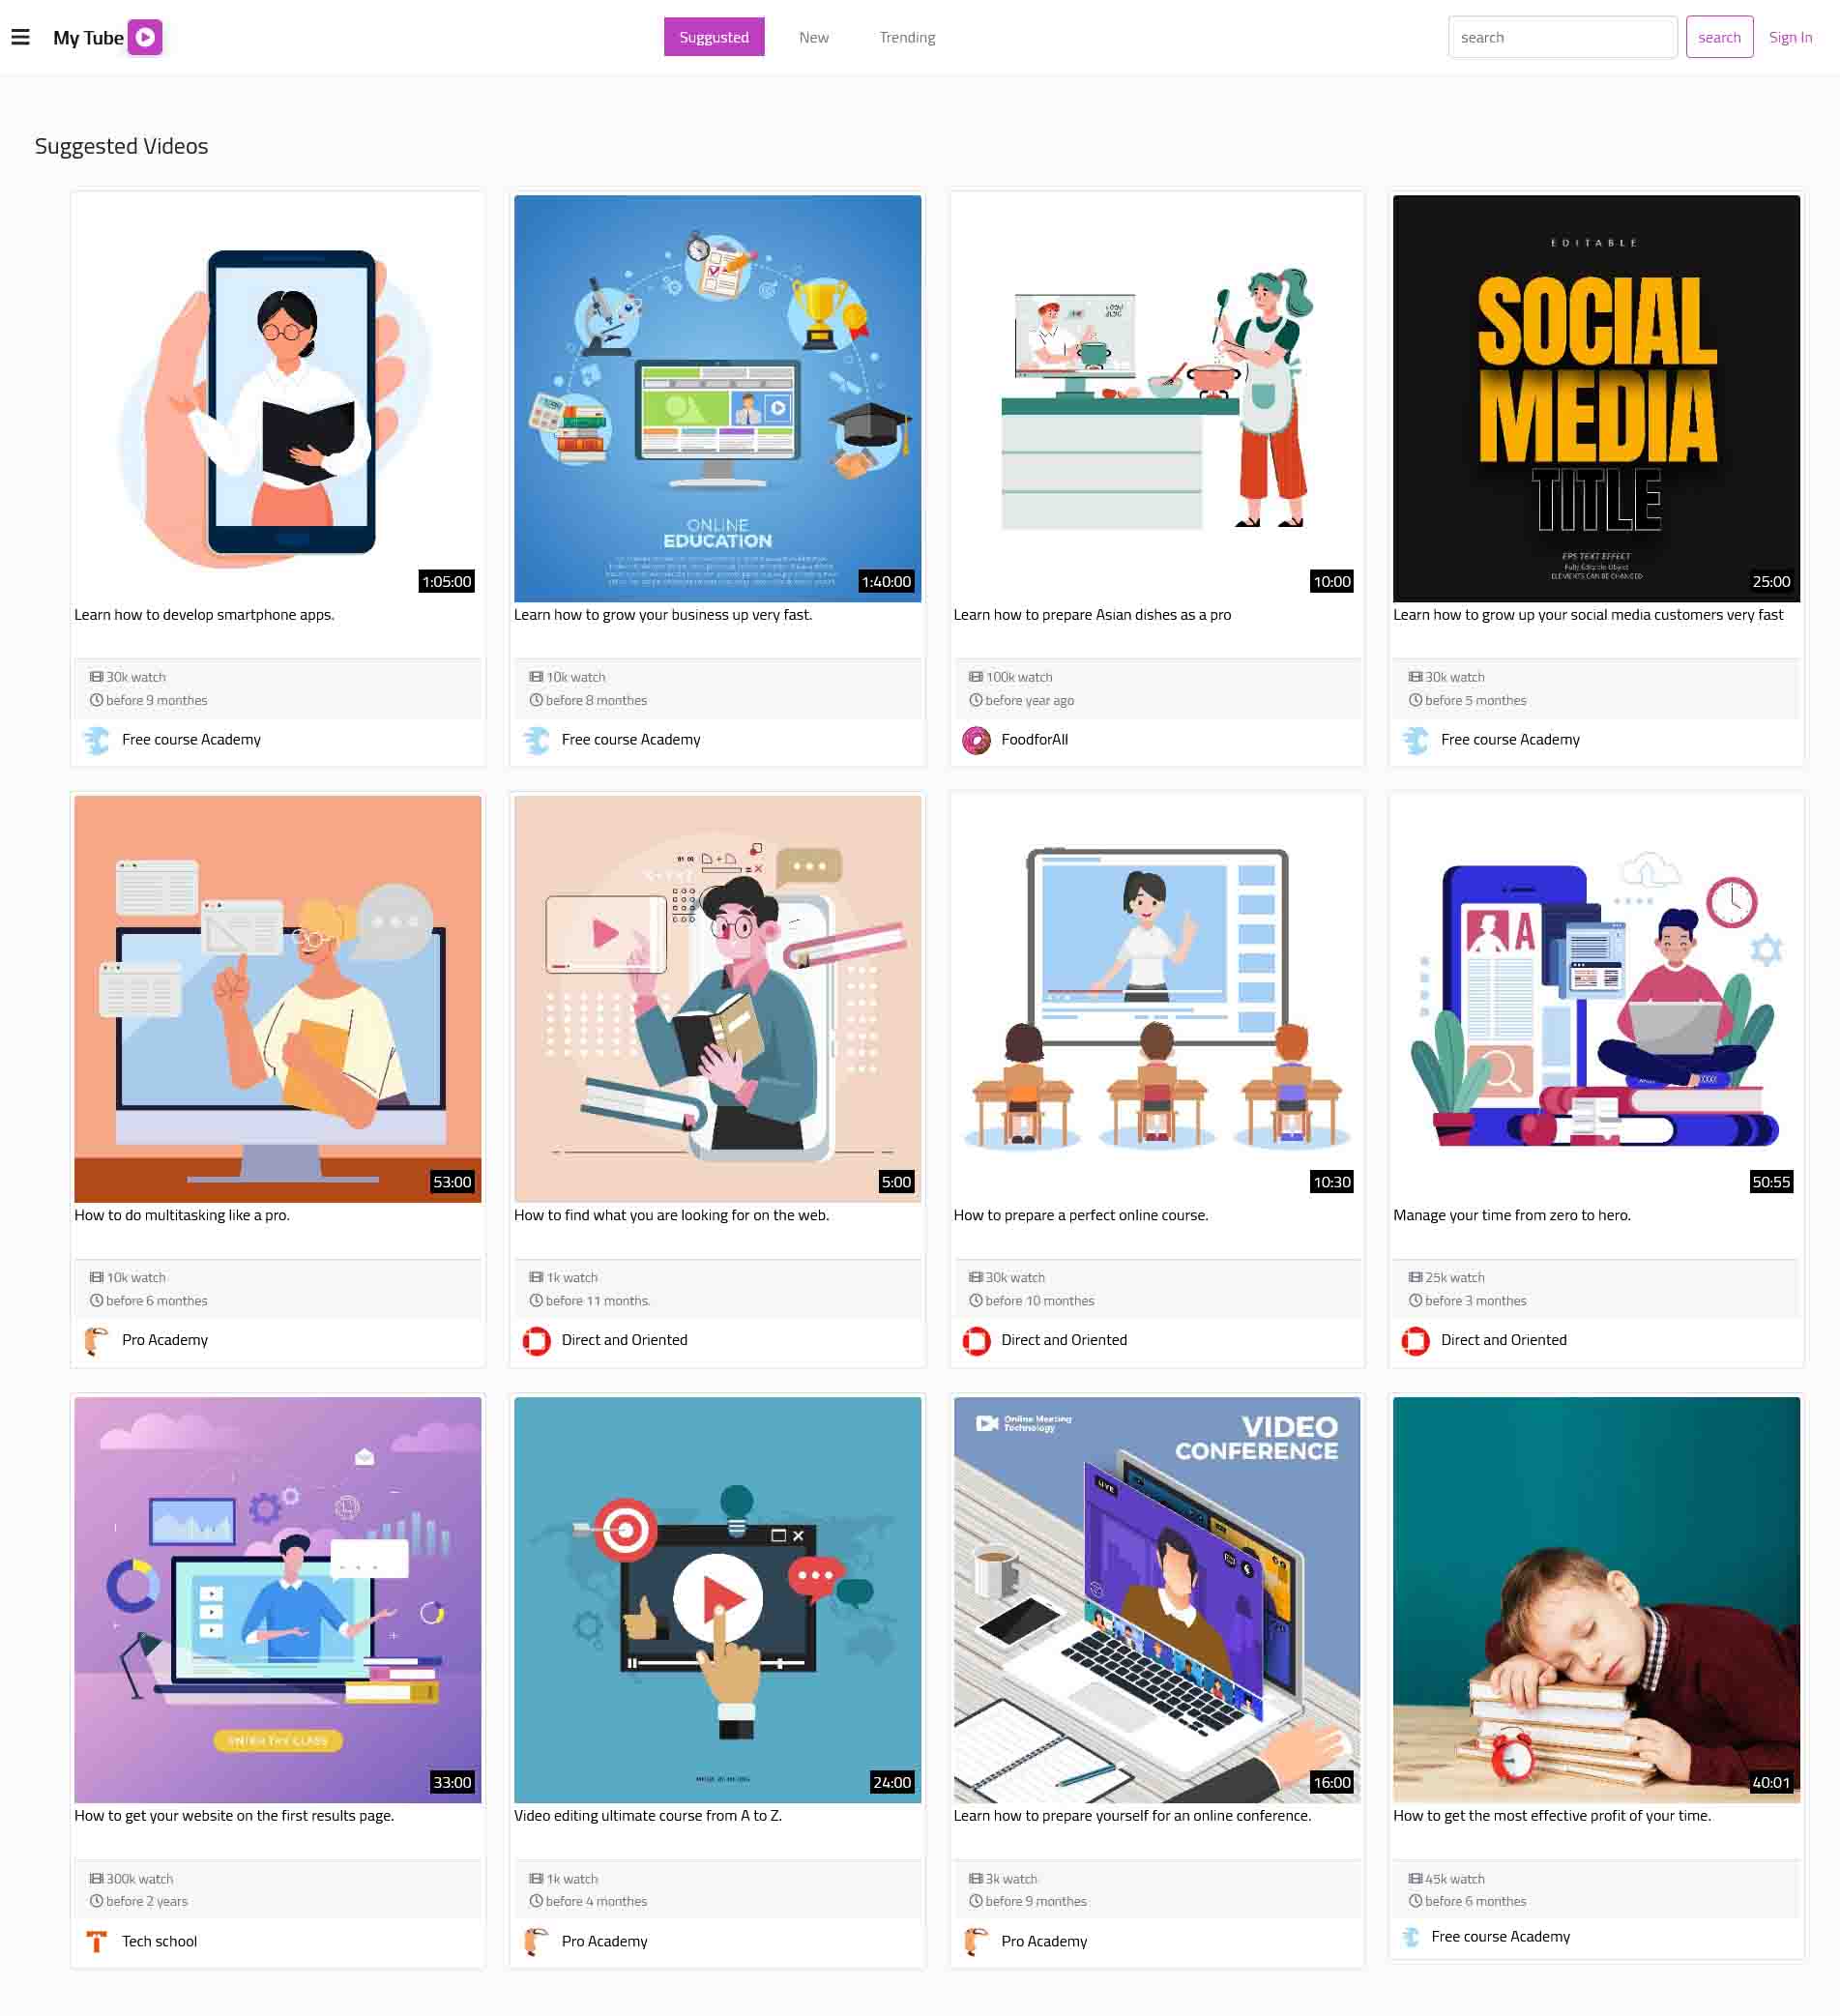 My Tube
Suggusted
New
Trending
search
search
Sign In
Suggested Videos
1:05:00
Learn how to develop smartphone apps.
30k watch
before 9 monthes
Free course Academy
ONLINE
EDUCATION
1:40:00
Learn how to grow your business up very fast.
10k watch
before 8 monthes
Free course Academy
10:00
Learn how to prepare Asian dishes as a pro
100k watch
before year ago
FoodforAll
EDITABLE
SOCIAL
MEDIA
TITLE
EPS TEXT EFFECT
Fully Editable Object
ELEMENTS CAN BE CHANGED
25:00
Learn how to grow up your social media customers very fast
30k watch
before 5 monthes
Free course Academy
53:00
How to do multitasking like a pro.
10k watch
before 6 monthes
Pro Academy
5:00
How to find what you are looking for on the web.
1k watch
before 11 months.
Direct and Oriented
10:30
How to prepare a perfect online course.
30k watch
before 10 monthes
Direct and Oriented
A
50:55
Manage your time from zero to hero.
25k watch
before 3 monthes
Direct and Oriented
33:00
How to get your website on the first results page.
300k watch
before 2 years
Tech school
24:00
Video editing ultimate course from A to Z.
1k watch
before 4 monthes
Pro Academy
Online Meeting
Technology
VIDEO
CONFERENCE
LIVE
16:00
Learn how to prepare yourself for an online conference.
3k watch
before 9 monthes
Pro Academy
40:01
How to get the most effective profit of your time.
45k watch
before 6 monthes
Free course Academy